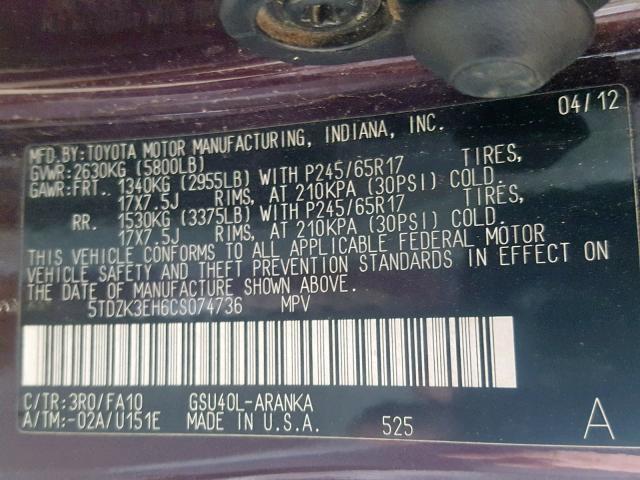 04/12
MFD.BY:TOYOTA MOTOR MANUFACTURING, INDIANA, INC.
GVWR:2630KG (5800LB)
GAWR:FRT. 1340KG (2955LB) WITH P245/65R17 TIRES,
17X7.5J RIMS, AT 210KPA (30PSI) COLD.
RR. 1530KG (3375LB) WITH P245/65R17 TIRES,
17X7.5J RIMS, AT 210KPA (30PSI) COLD.
THIS VEHICLE CONFORMS TO ALL APPLICABLE FEDERAL MOTOR
VEHICLE SAFETY AND THEFT PREVENTION STANDARDS IN EFFECT ON
THE DATE OF MANUFACTURE SHOWN ABOVE.
5TDZK3EH6CS074736 MPV
C/TR:3R0/FA10 GSU40L-ARANKA
A/TM:-02A/U151E MADE IN U.S.A. 525 A